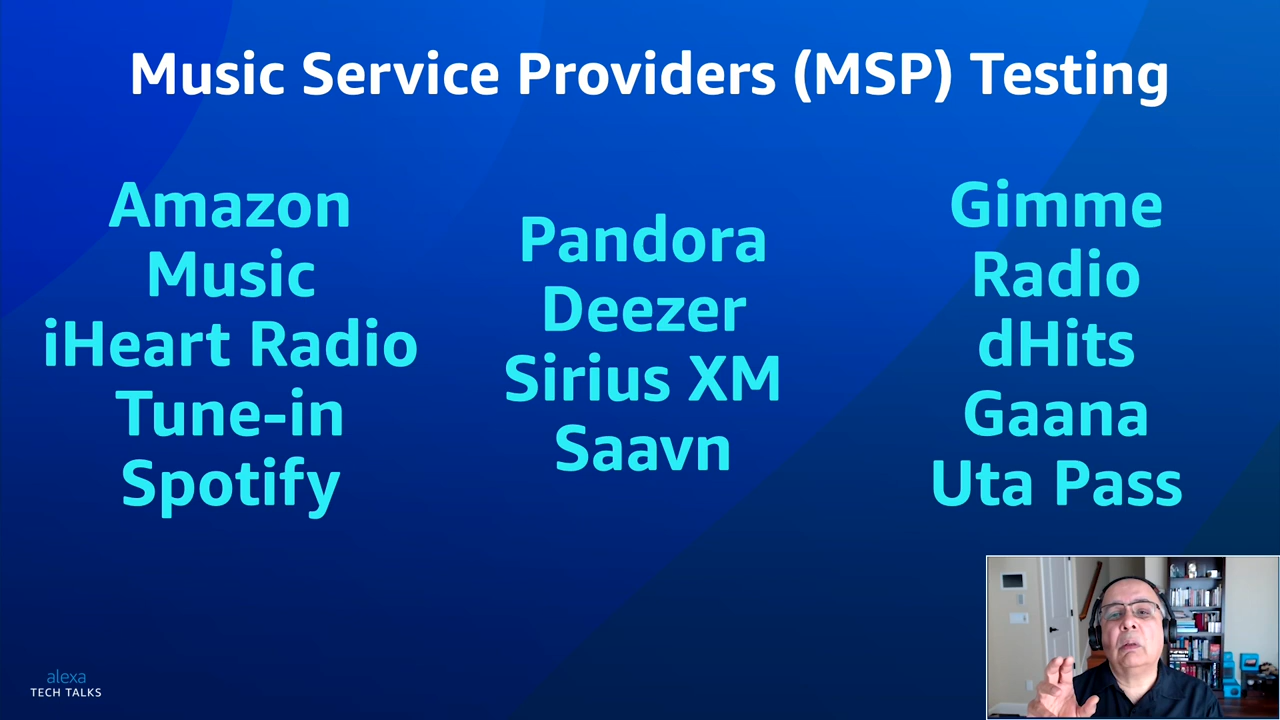 Music Service Providers (MSP) Testing
Amazon
Music
iHeart Radio
Tune-in
Spotify
Pandora
Deezer
Sirius XM
Saavn
Gimme
Radio
dHits
Gaana
Uta Pass
alexa
TECH TALKS